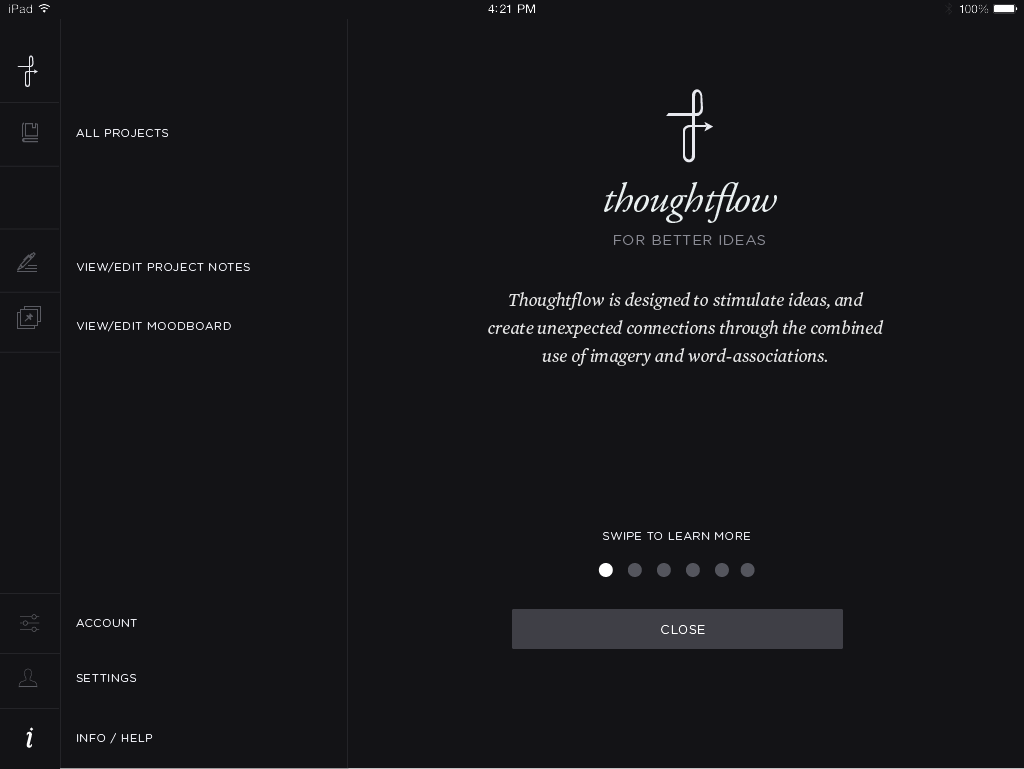 iPad 4:21 PM 100%
ALL PROJECTS
VIEW/EDIT PROJECT NOTES
VIEW/EDIT MOODBOARD
ACCOUNT
SETTINGS
i INFO / HELP
thoughtflow
FOR BETTER IDEAS
Thoughtflow is designed to stimulate ideas, and
create unexpected connections through the combined
use of imagery and word-associations.
SWIPE TO LEARN MORE
CLOSE